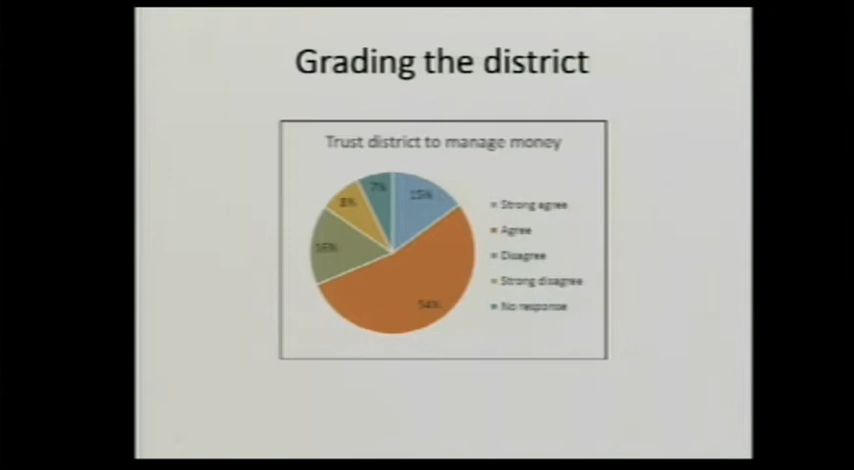 Grading the district
Trust district to manage money
7%
15%
8%
16%
54%
Strong agree
Agree
Disagree
Strong disagree
No response